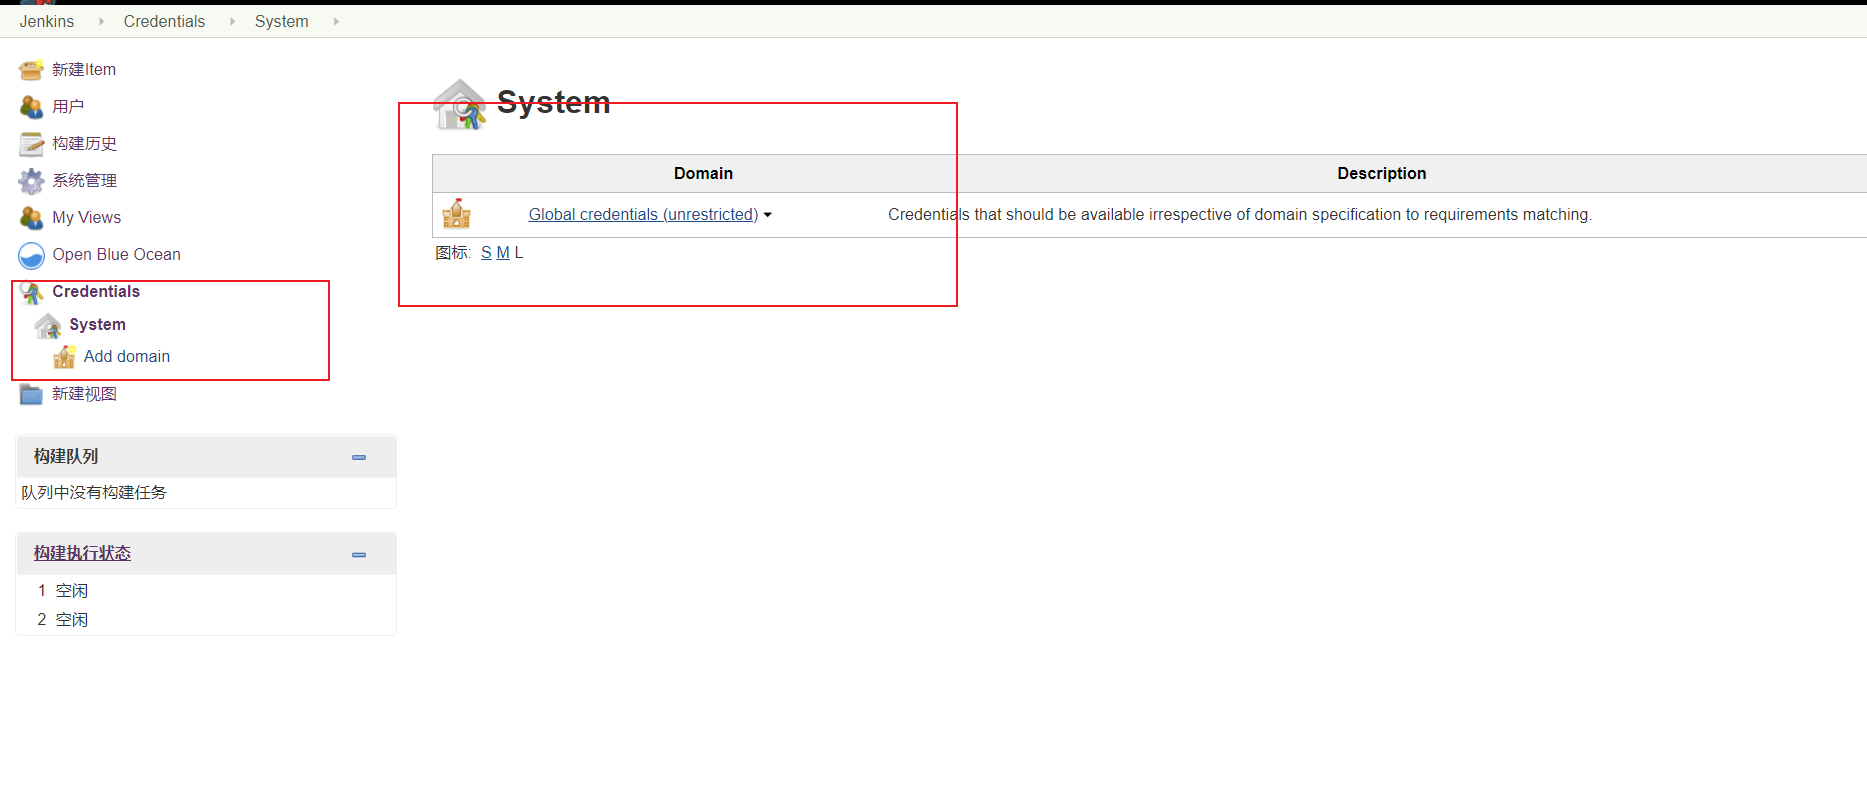 Jenkins Credentials System
新建Item
用户
构建历史
系统管理
My Views
Open Blue Ocean
Credentials
System
Add domain
新建视图
构建队列
队列中没有构建任务
构建执行状态
1 空闲
2 空闲
System
Domain Description
Global credentials (unrestricted) Credentials that should be available irrespective of domain specification to requirements matching.
图标: S M L